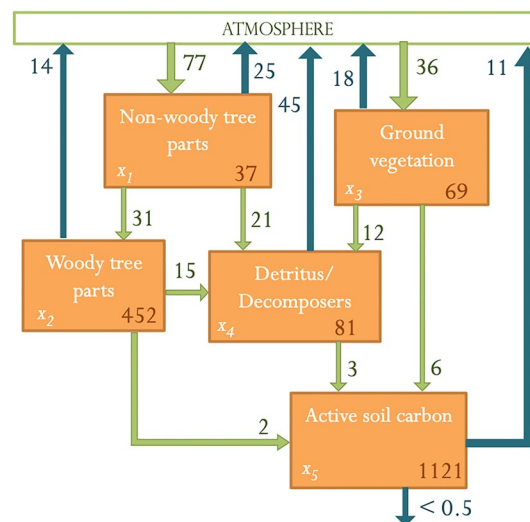 ATMOSPHERE
14
77
25
45
18
36
11
Non-woody tree
parts
x1
37
Ground
vegetation
x3
69
31
21
12
Woody tree
parts
x2
452
15
Detritus/
Decomposers
x4
81
3
6
2
Active soil carbon
x5
1121
< 0.5